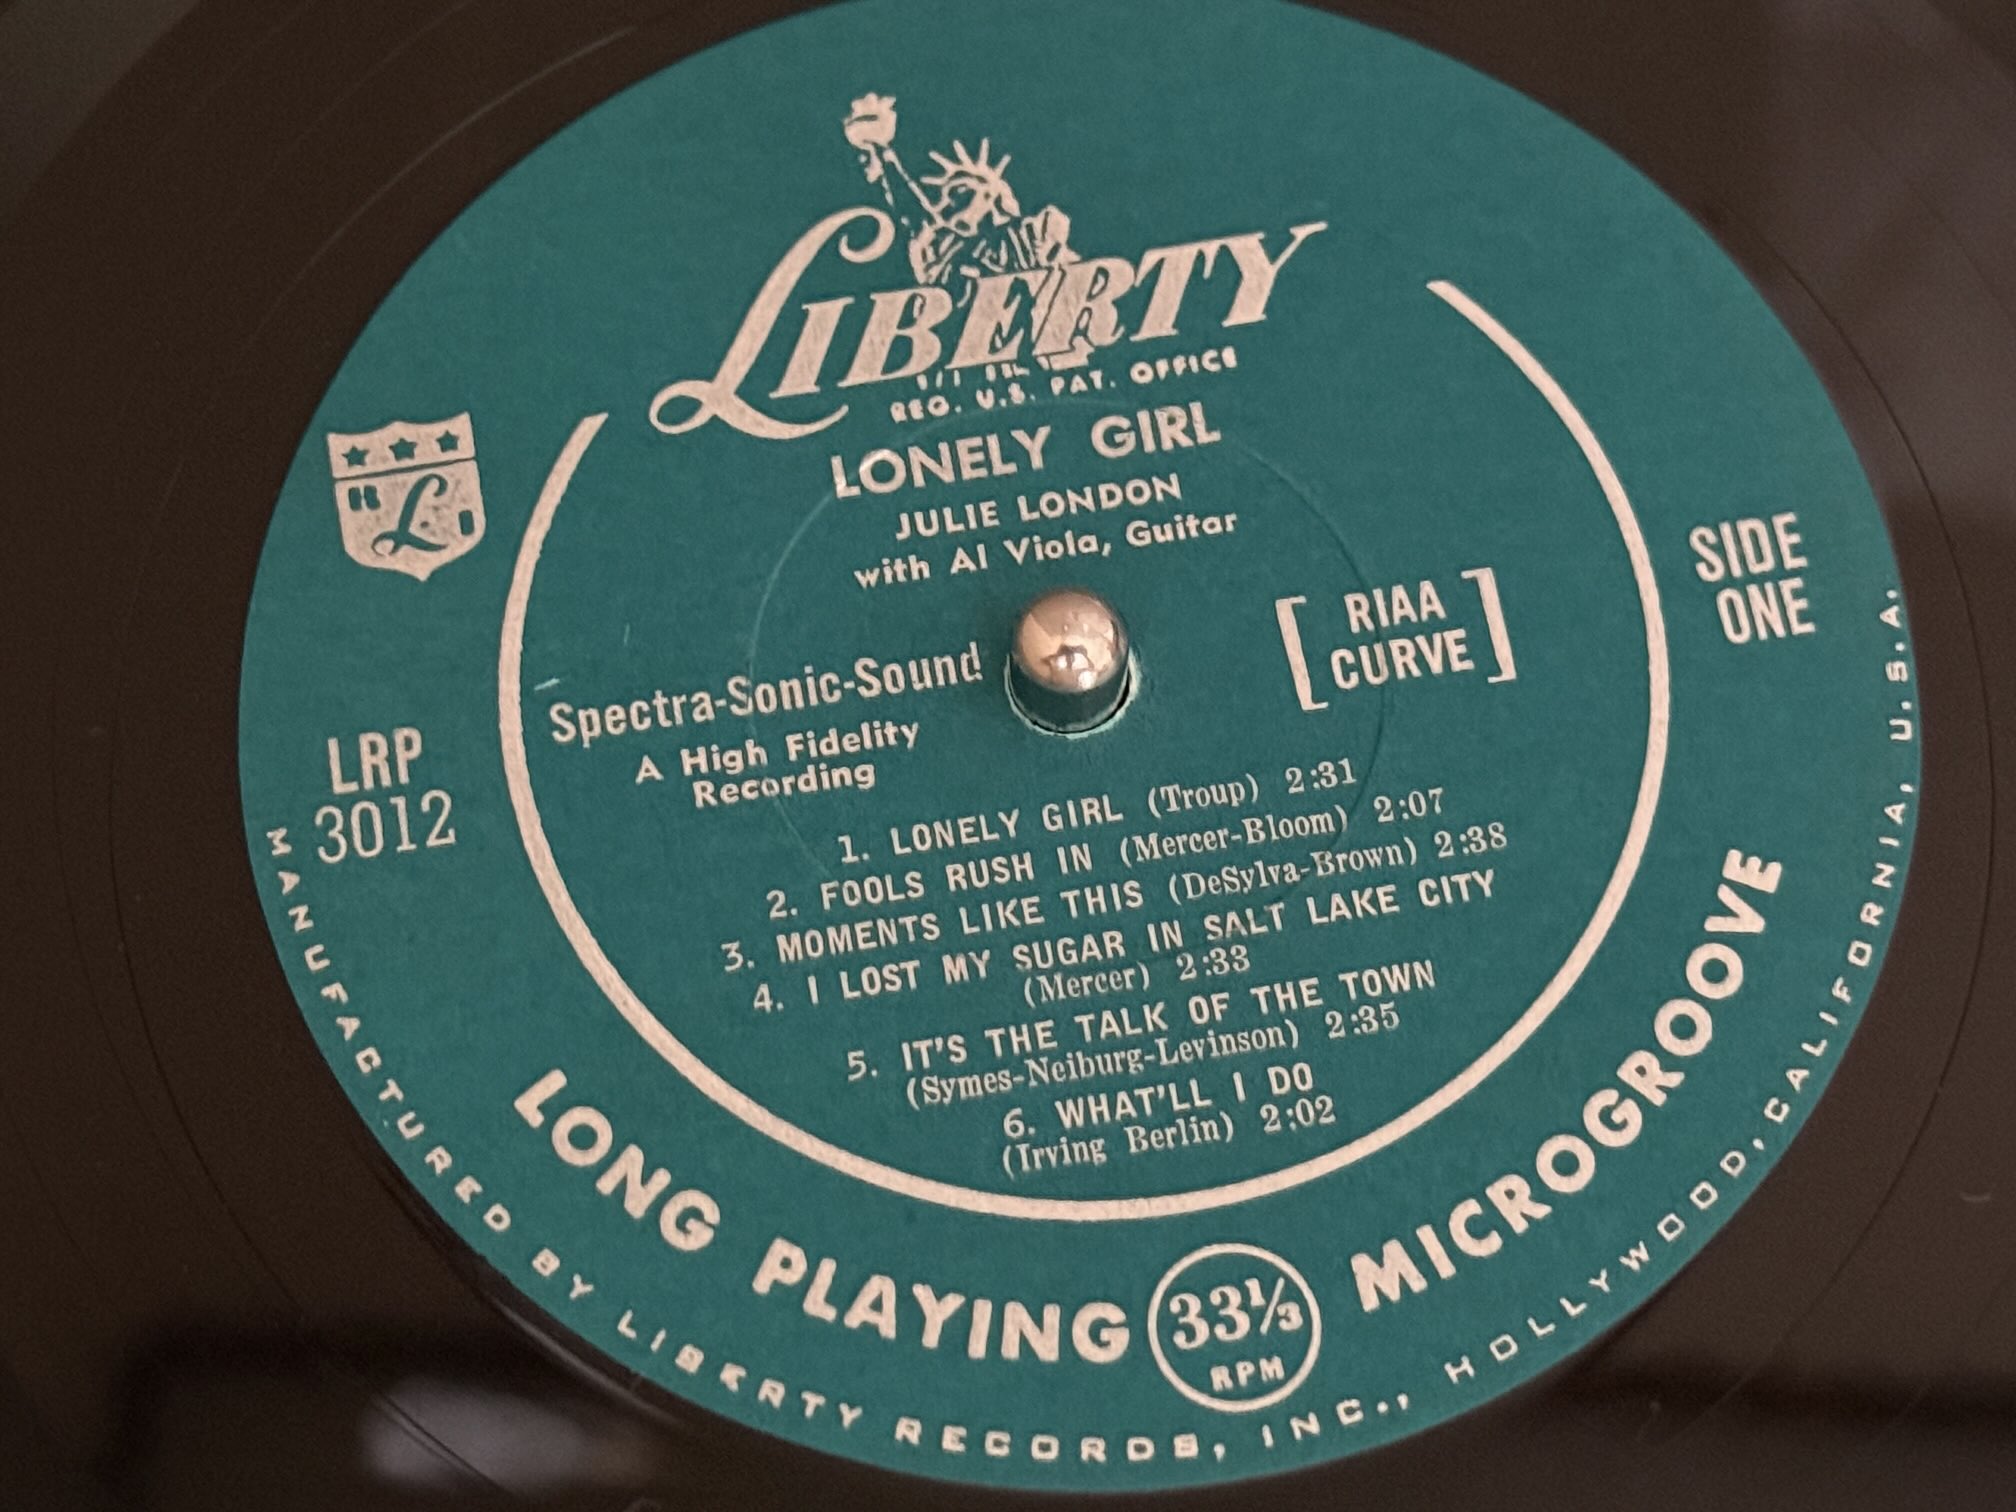 LIBERTY
REG. U.S. PAT. OFFICE
LONELY GIRL
JULIE LONDON
with Al Viola, Guitar
L
SIDE
ONE
[RIAA
CURVE]
Spectra-Sonic-Sound
A High Fidelity
Recording
LRP
3012
1. LONELY GIRL (Troup) 2:31
2. FOOLS RUSH IN (Mercer-Bloom) 2:07
3. MOMENTS LIKE THIS (DeSylva-Brown) 2:38
4. I LOST MY SUGAR IN SALT LAKE CITY
(Mercer) 2:33
5. IT'S THE TALK OF THE TOWN
(Symes-Neiburg-Levinson) 2:35
6. WHAT'LL I DO
(Irving Berlin) 2:02
LONG PLAYING 33⅓ RPM MICROGROOVE
MANUFACTURED BY LIBERTY RECORDS, INC., HOLLYWOOD, CALIFORNIA, U.S.A.